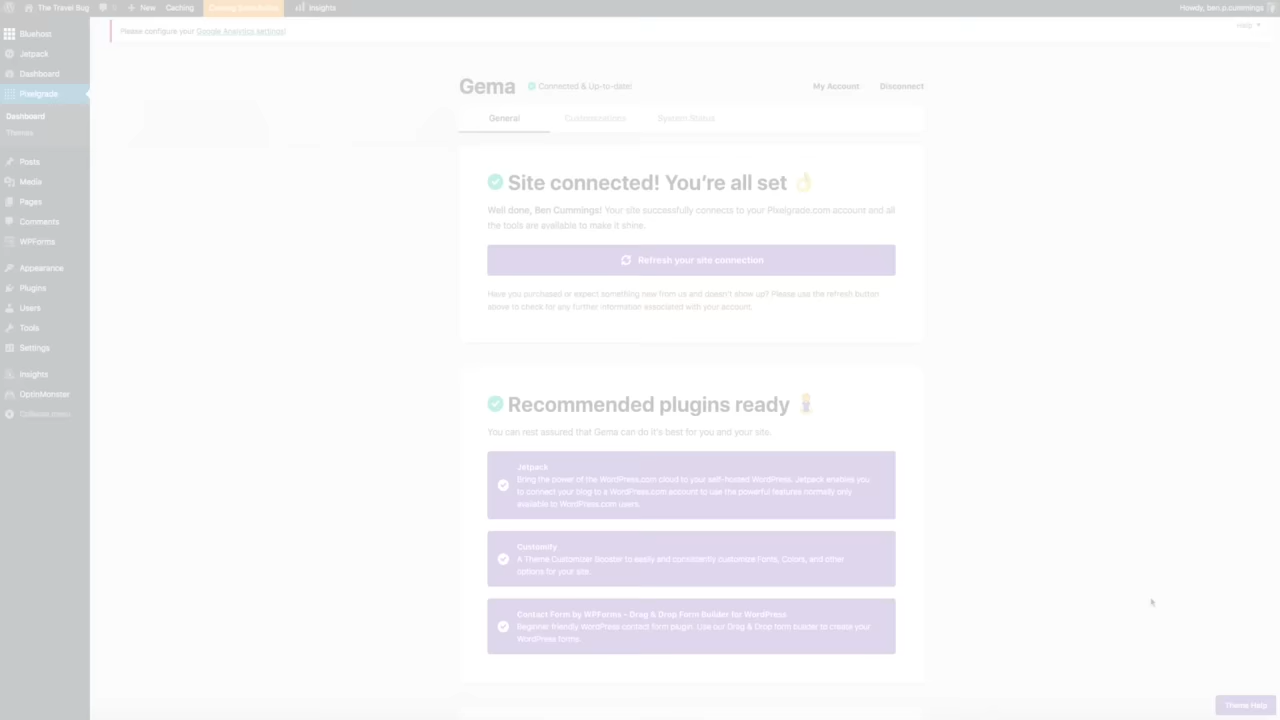 The Travel Bug 0 New Caching Coming Soon Active Insights
Howdy, ben.p.cummings
Please configure your Google Analytics settings!
Help
Bluehost
Jetpack
Dashboard
Pixelgrade
Dashboard
Themes
Posts
Media
Pages
Comments
WPForms
Appearance
Plugins
Users
Tools
Settings
Insights
OptinMonster
Collapse menu
Gema Connected & Up-to-date! My Account Disconnect
General Customizations System Status
Site connected! You're all set
Well done, Ben Cummings! Your site successfully connects to your Pixelgrade.com account and all
the tools are available to make it shine.
Refresh your site connection
Have you purchased or expect something new from us and doesn't show up? Please use the refresh button
above to check for any further information associated with your account.
Recommended plugins ready
You can rest assured that Gema can do it's best for you and your site.
Jetpack
Bring the power of the WordPress.com cloud to your self-hosted WordPress. Jetpack enables you
to connect your blog to a WordPress.com account to use the powerful features normally only
available to WordPress.com users.
Customify
A Theme Customizer Booster to easily and consistently customize Fonts, Colors, and other
options for your site.
Contact Form by WPForms – Drag & Drop Form Builder for WordPress
Beginner friendly WordPress contact form plugin. Use our Drag & Drop form builder to create your
WordPress forms.
Theme Help